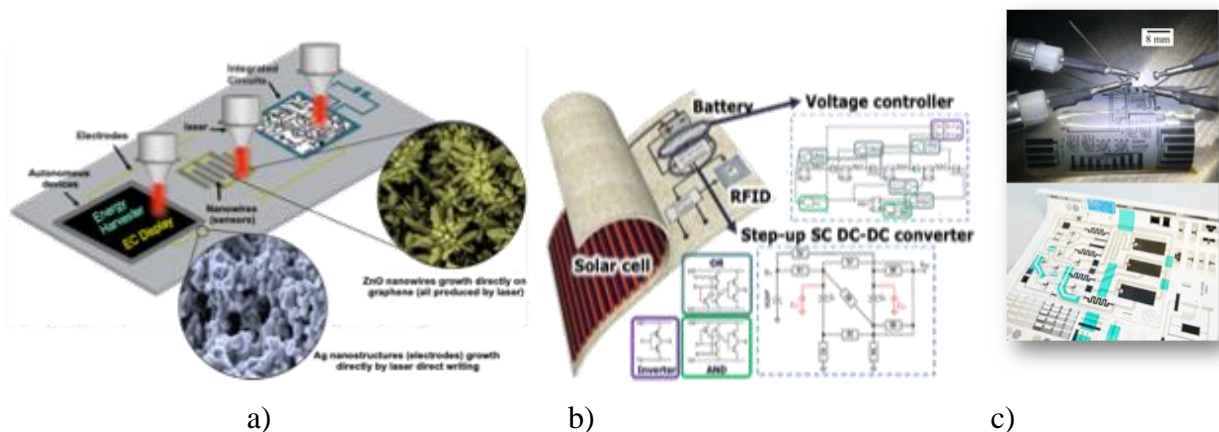 Integrated
Circuits
laser
Electrodes
Autonomous
devices
Nanowires
(sensors)
Energy
Harvester
EC Display
ZnO nanowires growth directly on
graphene (all produced by laser)
Ag nanostructures (electrodes) growth
directly by laser direct writing
Battery
Voltage controller
RFID
Step-up SC DC-DC converter
Solar cell
OR
Inverter
AND
8 mm
a)
b)
c)